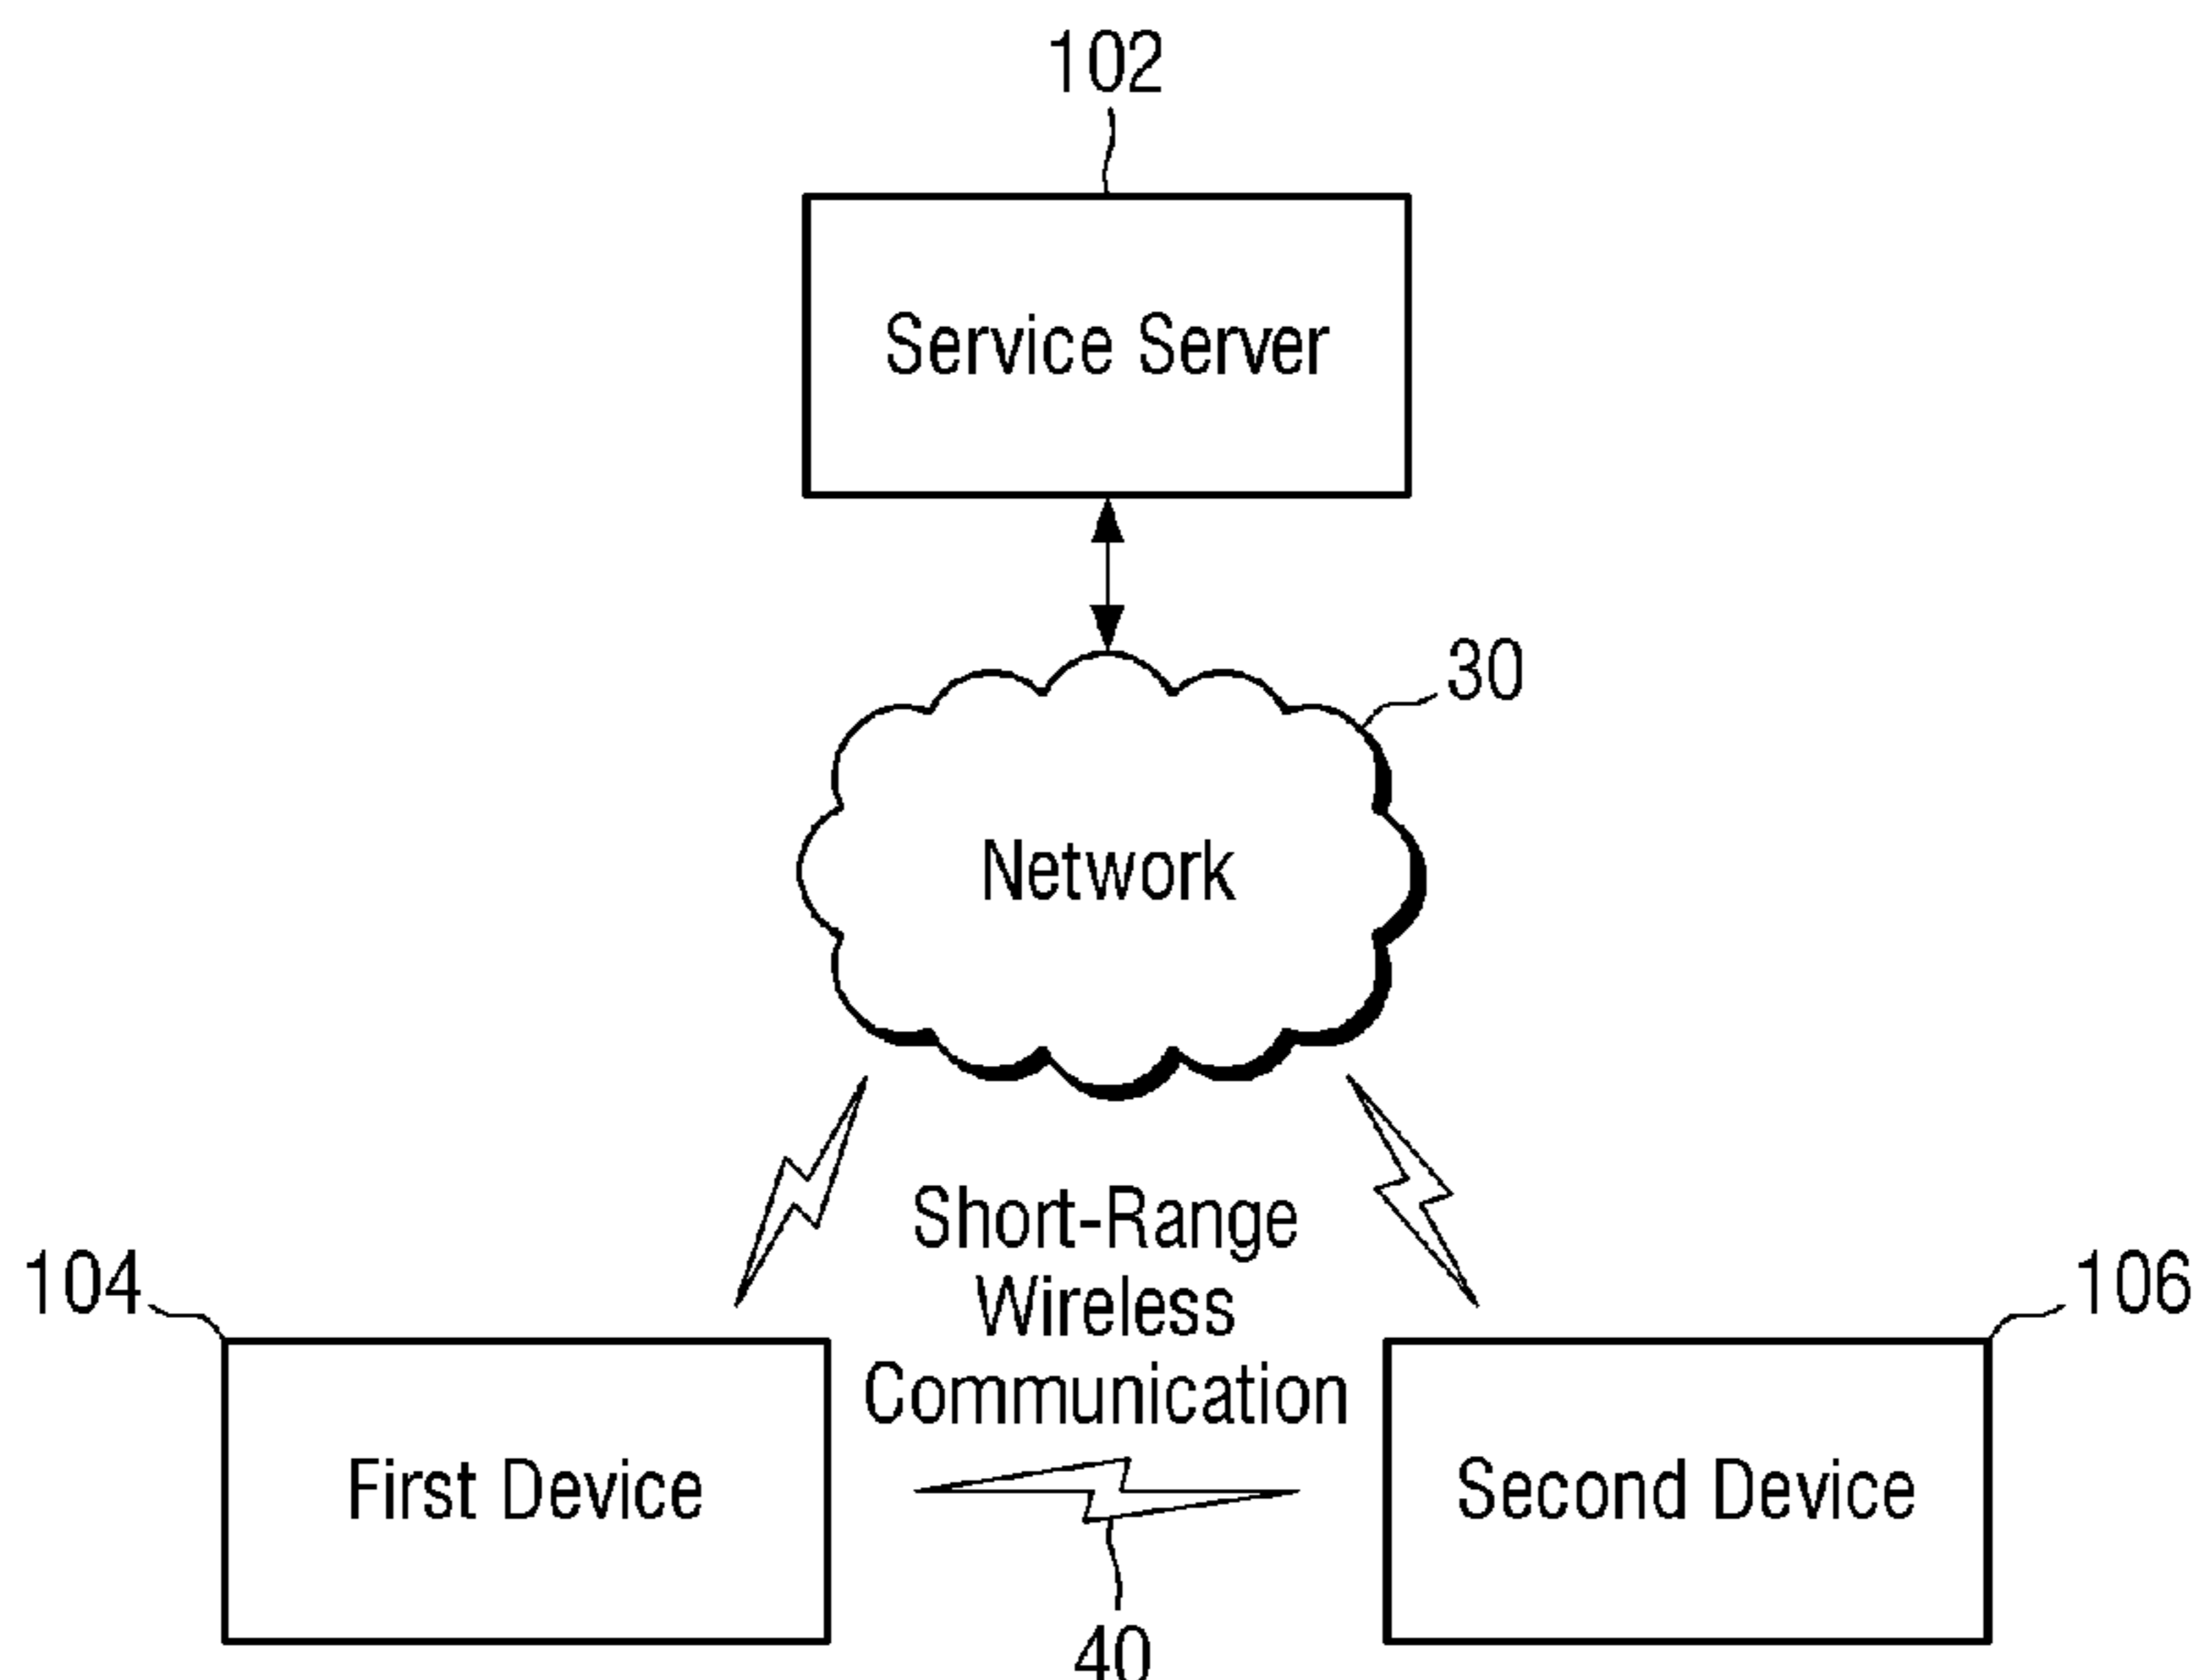 102
Service Server
30
Network
Short-Range
Wireless
Communication
104
106
First Device
Second Device
40